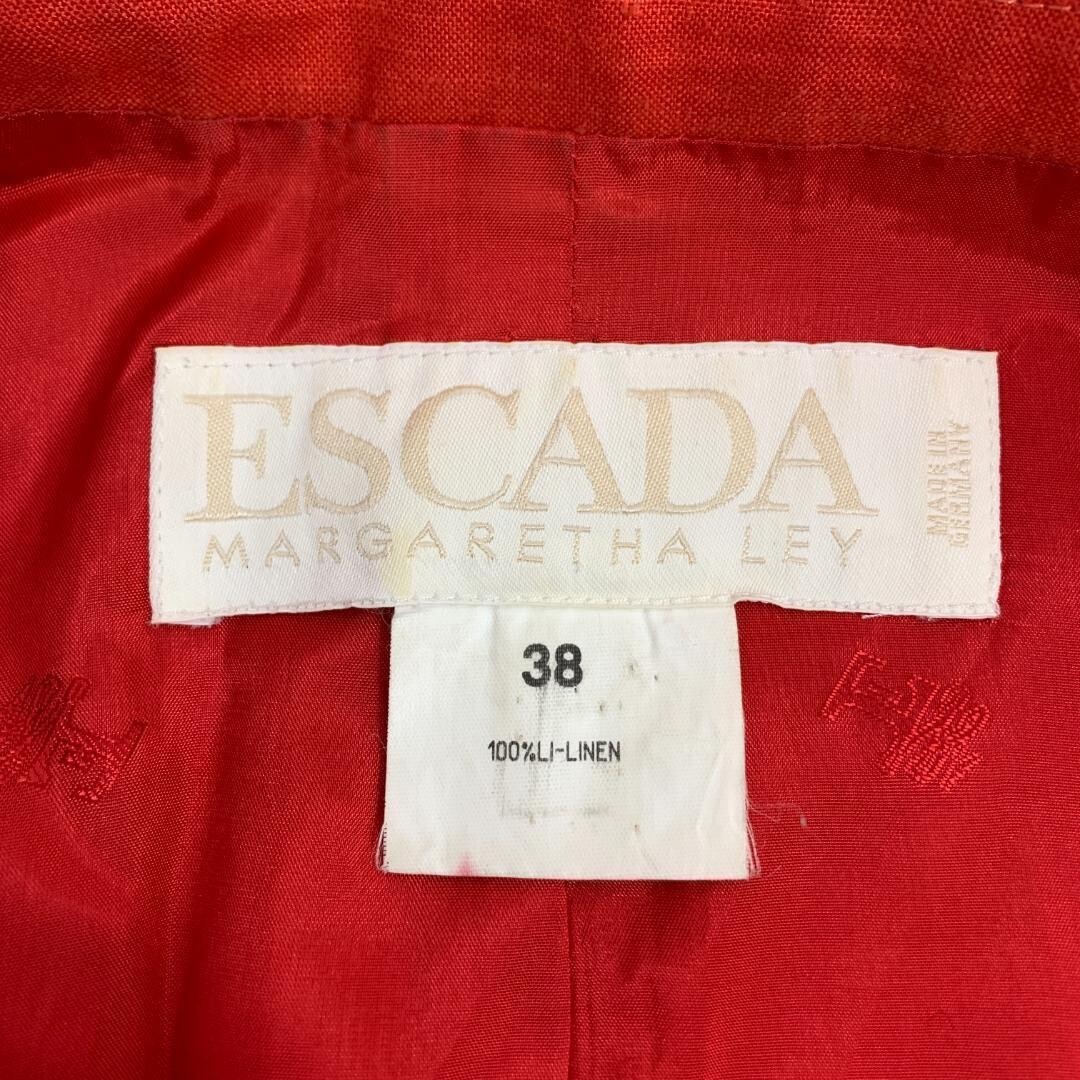 ESCADA
MARGARETHA LEY
MADE IN
GERMANY
38
100%LI-LINEN